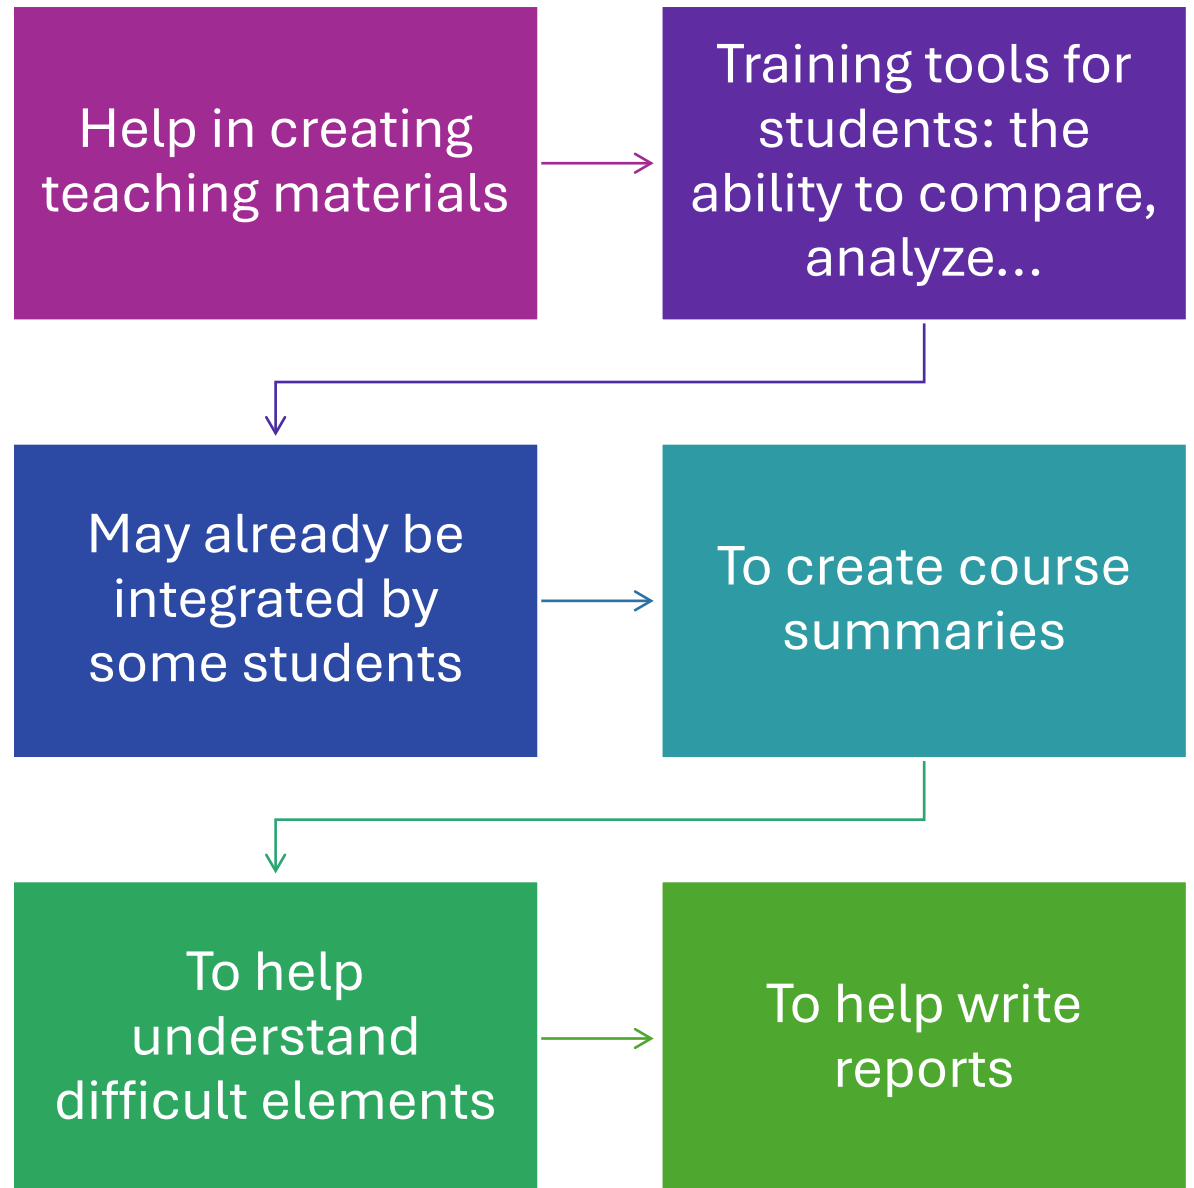 Help in creating
teaching materials
Training tools for
students: the
ability to compare,
analyze...
May already be
integrated by
some students
To create course
summaries
To help
understand
difficult elements
To help write
reports